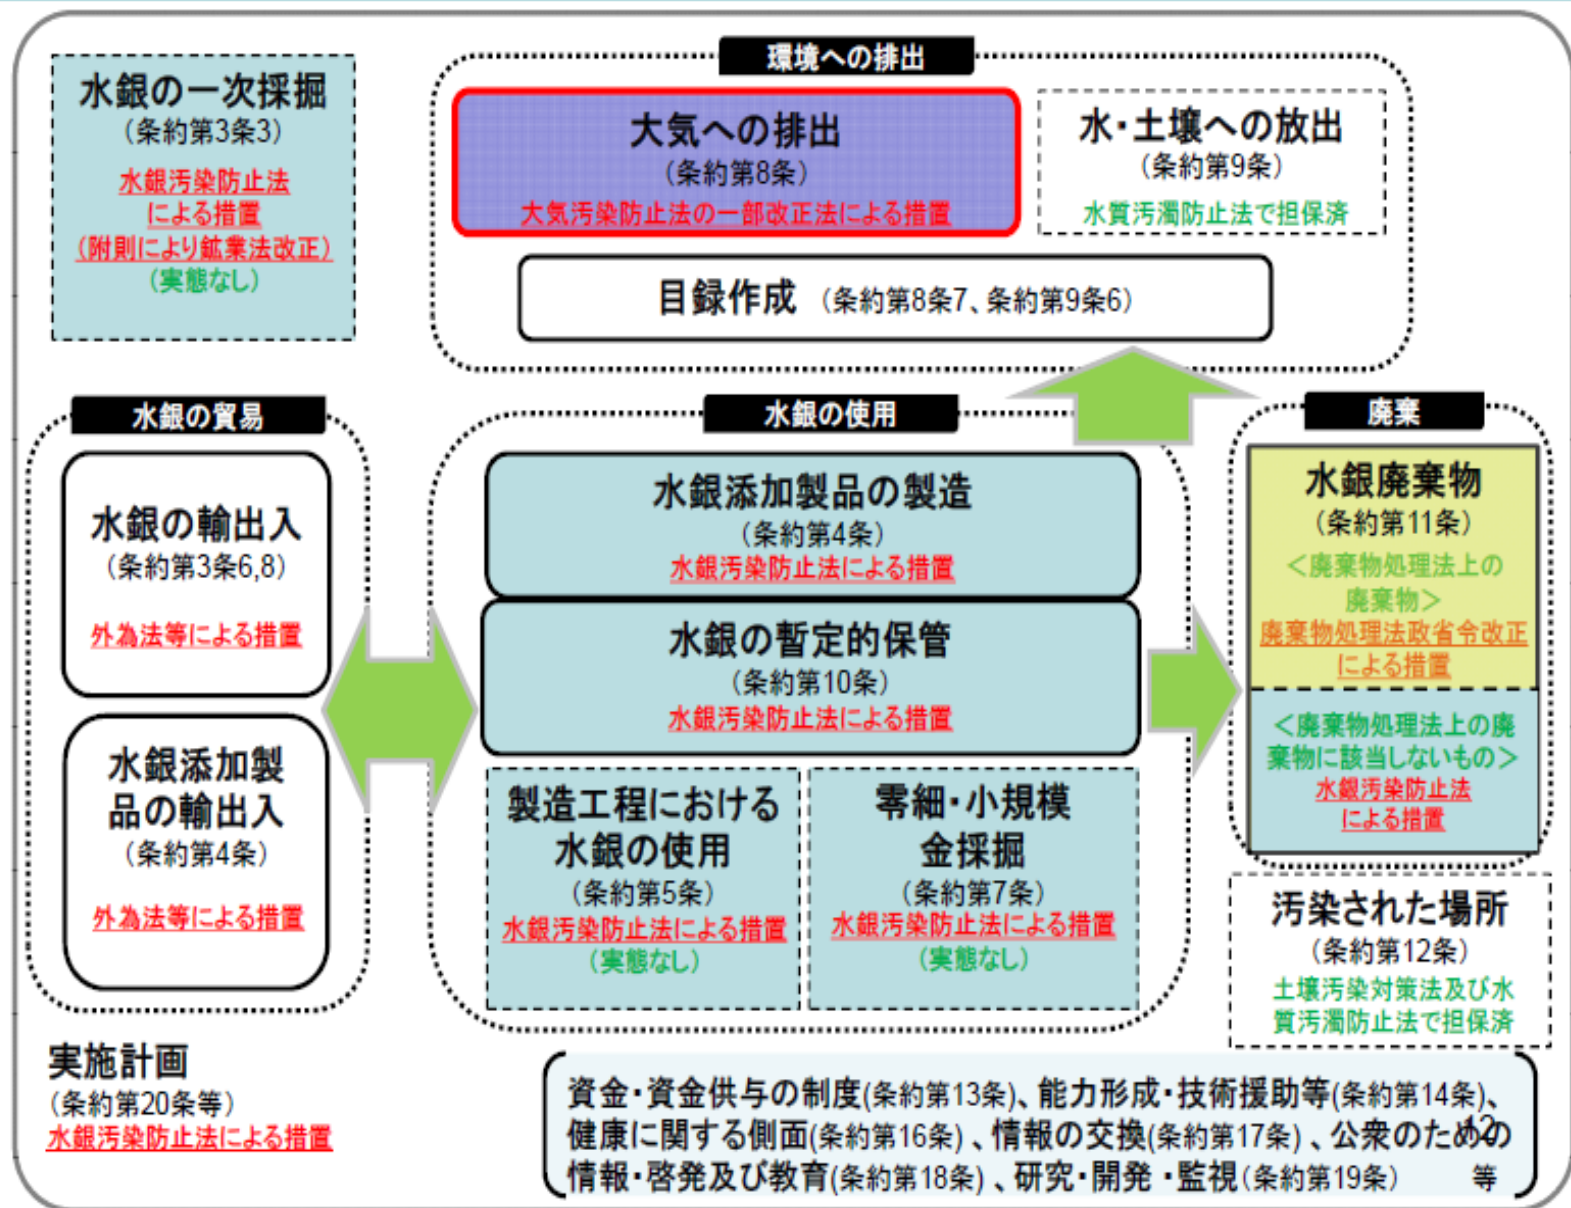 水銀の一次採掘
(条約第3条3)
水銀汚染防止法
による措置
(附則により鉱業法改正)
(実態なし)
環境への排出
大気への排出
(条約第8条)
大気汚染防止法の一部改正法による措置
水・土壌への放出
(条約第9条)
水質汚濁防止法で担保済
目録作成 (条約第8条7、条約第9条6)
水銀の貿易
水銀の輸出入
(条約第3条6,8)
外為法等による措置
水銀添加製
品の輸出入
(条約第4条)
外為法等による措置
水銀の使用
水銀添加製品の製造
(条約第4条)
水銀汚染防止法による措置
水銀の暫定的保管
(条約第10条)
水銀汚染防止法による措置
製造工程における
水銀の使用
(条約第5条)
水銀汚染防止法による措置
(実態なし)
零細・小規模
金採掘
(条約第7条)
水銀汚染防止法による措置
(実態なし)
廃棄
水銀廃棄物
(条約第11条)
<廃棄物処理法上の
廃棄物>
廃棄物処理法政省令改正
による措置
<廃棄物処理法上の廃
棄物に該当しないもの>
水銀汚染防止法
による措置
汚染された場所
(条約第12条)
土壌汚染対策法及び水
質汚濁防止法で担保済
実施計画
(条約第20条等)
水銀汚染防止法による措置
資金・資金供与の制度(条約第13条)、能力形成・技術援助等(条約第14条)、
健康に関する側面(条約第16条)、情報の交換(条約第17条)、公衆のための
情報・啓発及び教育(条約第18条)、研究・開発・監視(条約第19条) 等
12